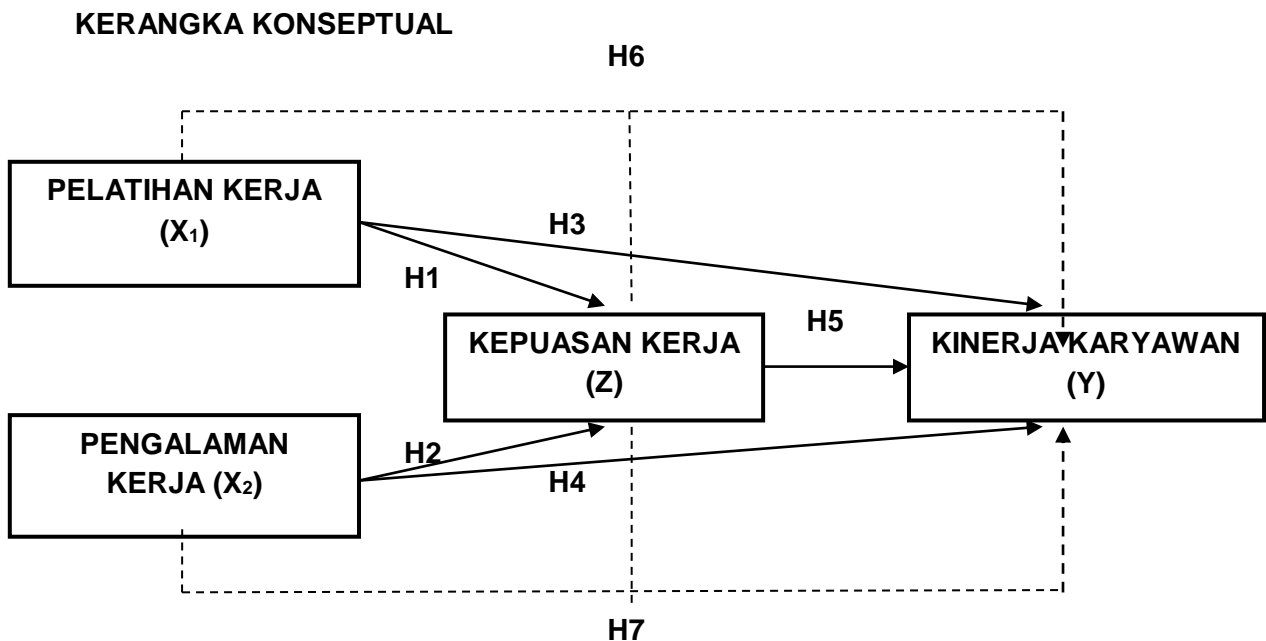 KERANGKA KONSEPTUAL
H6
PELATIHAN KERJA
(X₁)
H3
H1
H5
KEPUASAN KERJA
(Z)
KINERJA KARYAWAN
(Y)
PENGALAMAN
KERJA (X₂)
H2
H4
H7